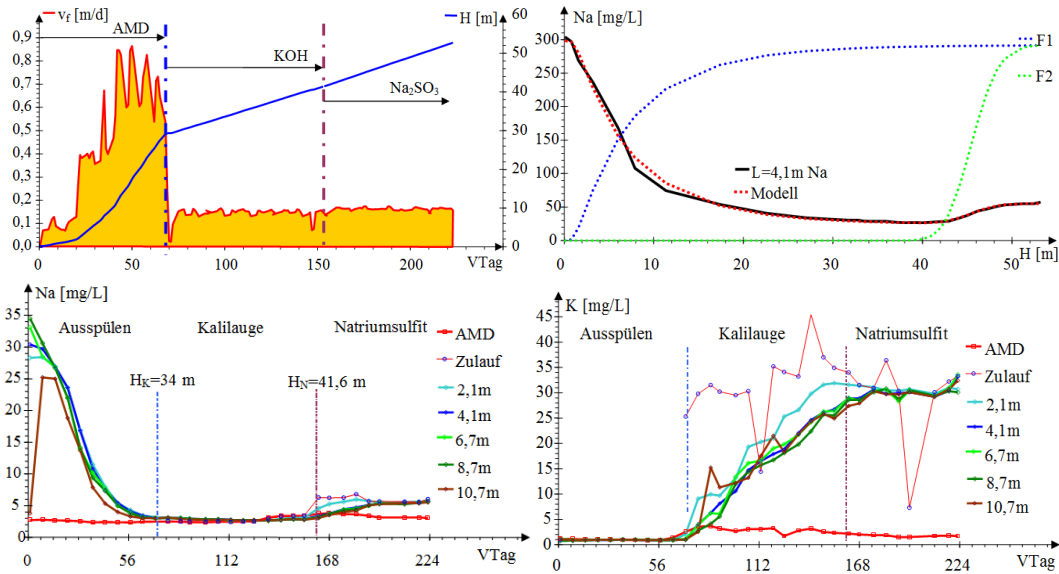 v_f [m/d]
H [m]
60
AMD
0,9
0,8
50
0,7
KOH
0,6
40
0,5
Na₂SO₃
30
0,4
0,3
20
0,2
10
0,1
0,0
0
0
50
100
150
200
VTag
Na [mg/L]
300
F1
250
F2
200
150
L=4,1m Na
100
Modell
50
0
0
10
20
30
40
50
H [m]
Na [mg/L]
35
Ausspülen
Kalilauge
Natriumsulfit
30
AMD
25
Zulauf
H_K=34 m
H_N=41,6 m
2,1m
20
4,1m
15
6,7m
10
8,7m
5
10,7m
0
0
56
112
168
224
VTag
K [mg/L]
45
Ausspülen
Kalilauge
Natriumsulfit
40
AMD
35
Zulauf
30
2,1m
25
4,1m
20
6,7m
15
8,7m
10
10,7m
5
0
0
56
112
168
224
VTag